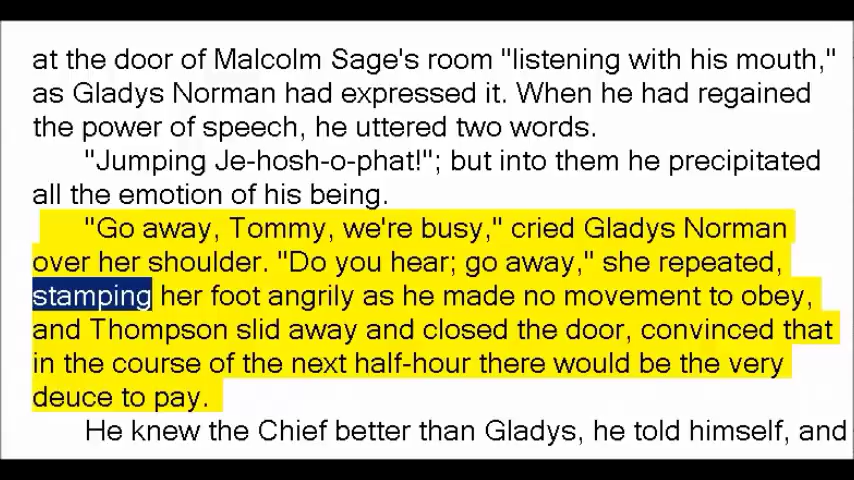 at the door of Malcolm Sage's room "listening with his mouth,"
as Gladys Norman had expressed it. When he had regained
the power of speech, he uttered two words.
"Jumping Je-hosh-o-phat!"; but into them he precipitated
all the emotion of his being.
"Go away, Tommy, we're busy," cried Gladys Norman
over her shoulder. "Do you hear; go away," she repeated,
stamping her foot angrily as he made no movement to obey,
and Thompson slid away and closed the door, convinced that
in the course of the next half-hour there would be the very
deuce to pay.
He knew the Chief better than Gladys, he told himself, and